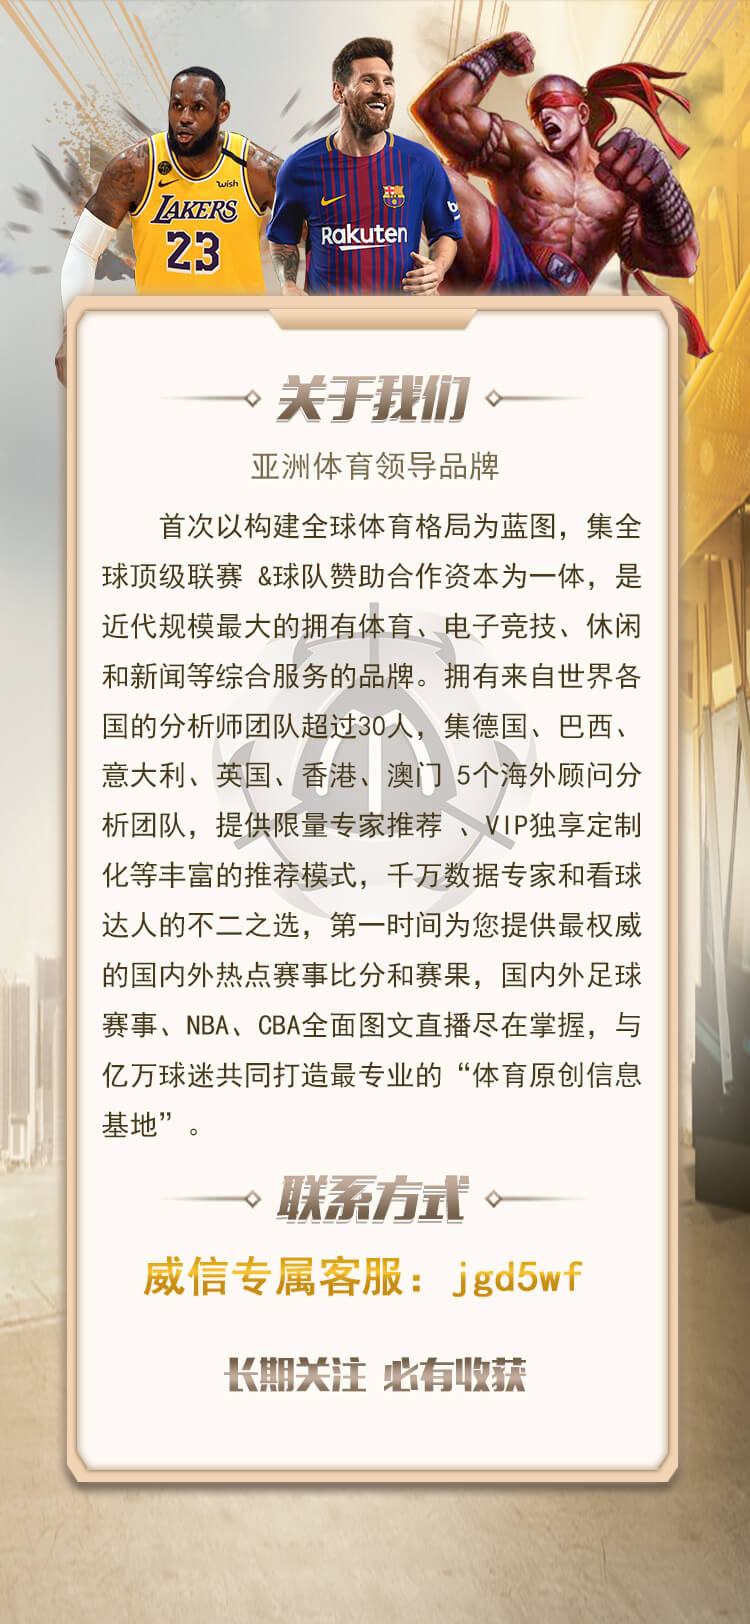 wish
LAKERS
23
Rakuten
关于我们
亚洲体育领导品牌
首次以构建全球体育格局为蓝图，集全
球顶级联赛 &球队赞助合作资本为一体，是
近代规模最大的拥有体育、电子竞技、休闲
和新闻等综合服务的品牌。拥有来自世界各
国的分析师团队超过30人，集德国、巴西、
意大利、英国、香港、澳门 5个海外顾问分
析团队，提供限量专家推荐 、VIP独享定制
化等丰富的推荐模式，千万数据专家和看球
达人的不二之选，第一时间为您提供最权威
的国内外热点赛事比分和赛果，国内外足球
赛事、NBA、CBA全面图文直播尽在掌握，与
亿万球迷共同打造最专业的“体育原创信息
基地”。
联系方式
威信专属客服：jgd5wf
长期关注 必有收获